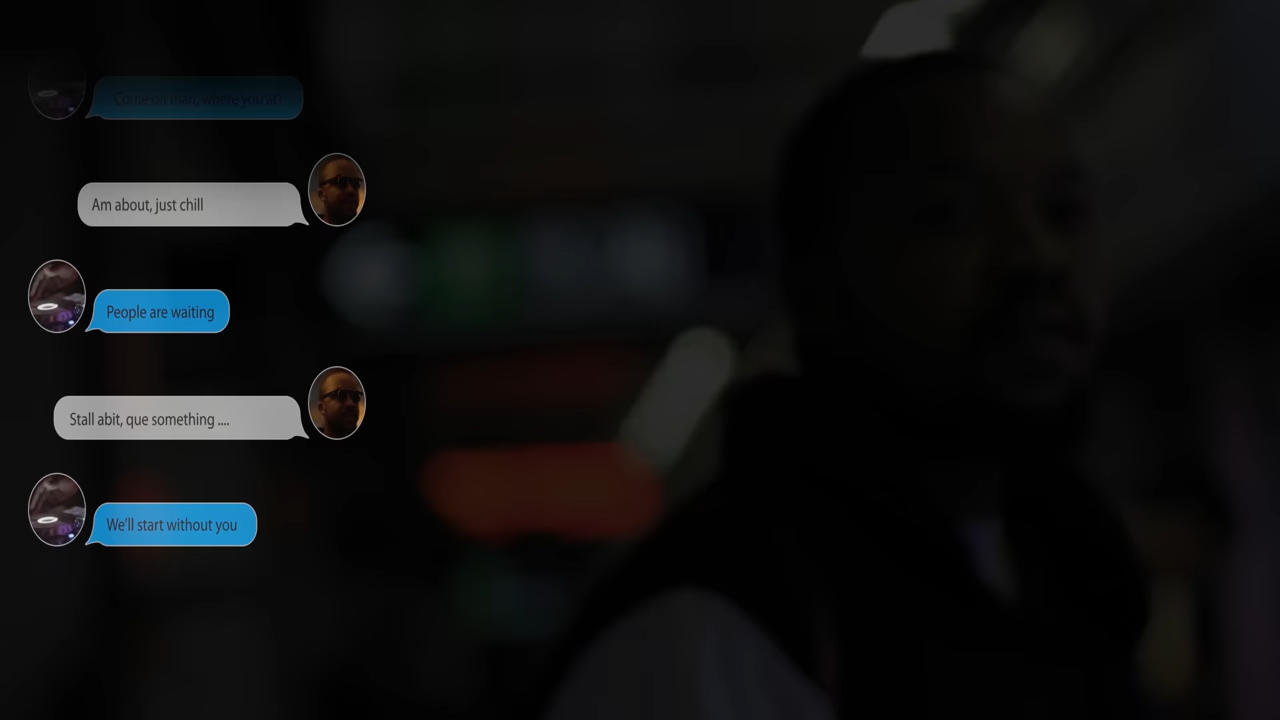 Come on man, where you at?
Am about, just chill
People are waiting
Stall abit, que something ....
We'll start without you